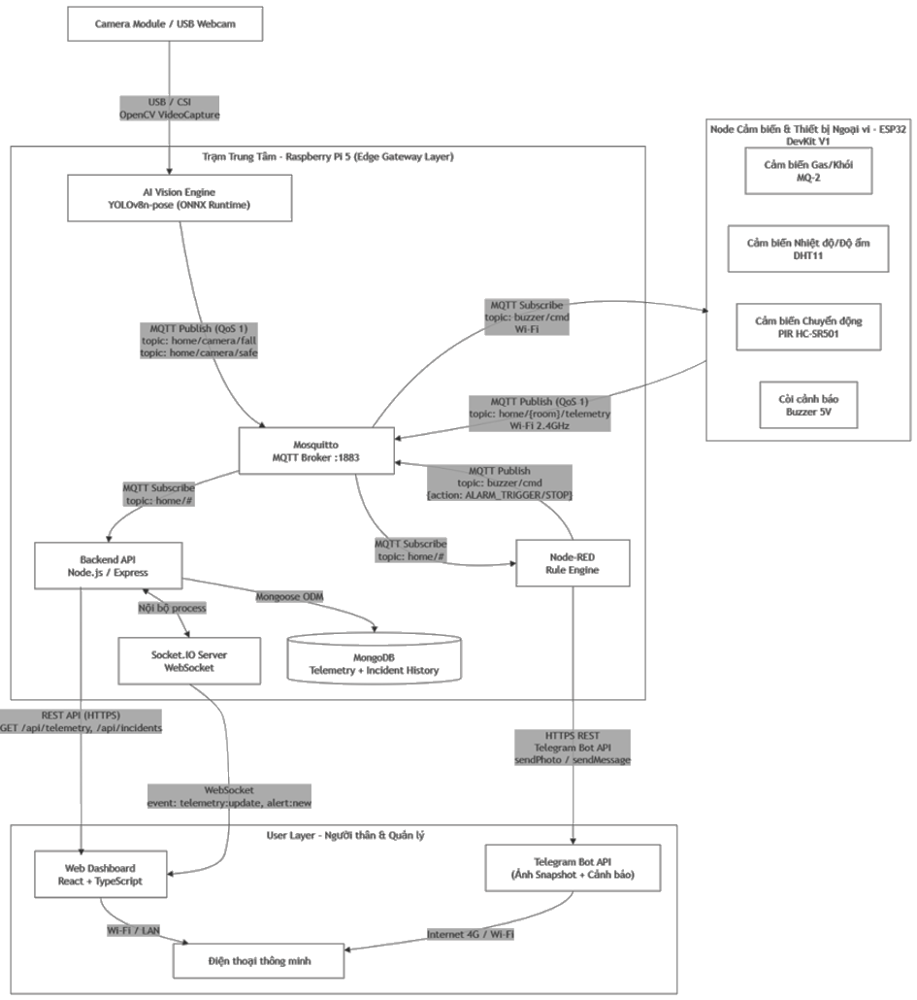 Camera Module / USB Webcam
USB / CSI
OpenCV VideoCapture
Node Cảm biến & Thiết bị Ngoại vi - ESP32
DevKit V1
Cảm biến Gas/Khói
MQ-2
Cảm biến Nhiệt độ/Độ ẩm
DHT11
Cảm biến Chuyển động
PIR HC-SR501
Còi cảnh báo
Buzzer 5V
Trạm Trung Tâm - Raspberry Pi 5 (Edge Gateway Layer)
AI Vision Engine
YOLOv8n-pose (ONNX Runtime)
MQTT Publish (QoS 1)
topic: home/camera/fall
topic: home/camera/safe
MQTT Subscribe
topic: buzzer/cmd
Wi-Fi
MQTT Publish (QoS 1)
topic: home/{room}/telemetry
Wi-Fi 2.4GHz
Mosquitto
MQTT Broker :1883
MQTT Publish
topic: buzzer/cmd
{action: ALARM_TRIGGER/STOP}
MQTT Subscribe
topic: home/#
MQTT Subscribe
topic: home/#
Backend API
Node.js / Express
Node-RED
Rule Engine
Nội bộ process
Mongoose ODM
Socket.IO Server
WebSocket
MongoDB
Telemetry + Incident History
REST API (HTTPS)
GET /api/telemetry, /api/incidents
HTTPS REST
Telegram Bot API
sendPhoto / sendMessage
WebSocket
event: telemetry:update, alert:new
User Layer - Người thân & Quản lý
Web Dashboard
React + TypeScript
Telegram Bot API
(Ảnh Snapshot + Cảnh báo)
Wi-Fi / LAN
Internet 4G / Wi-Fi
Điện thoại thông minh